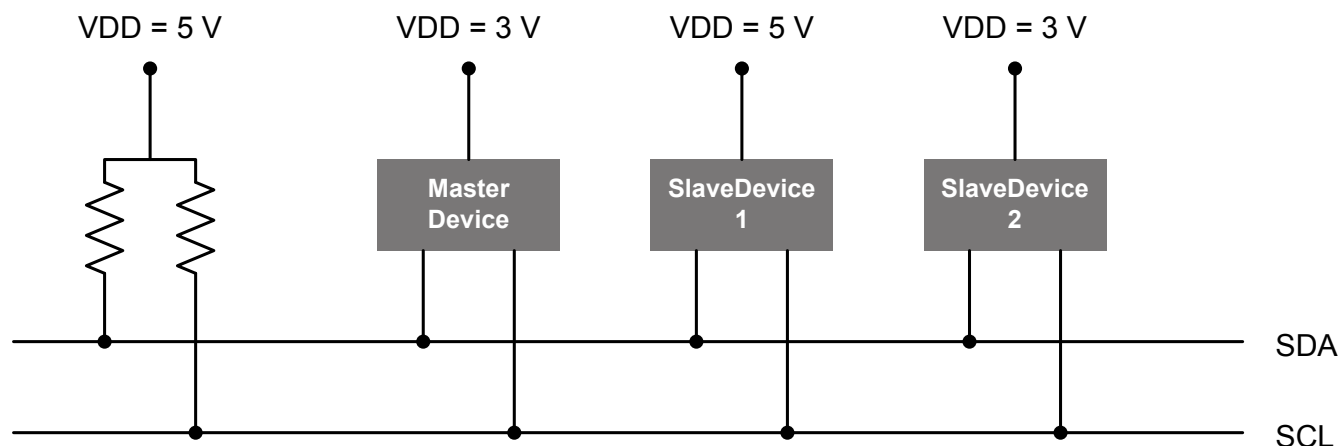 VDD = 5 V
VDD = 3 V
VDD = 5 V
VDD = 3 V
Master
Device
SlaveDevice
1
SlaveDevice
2
SDA
SCL